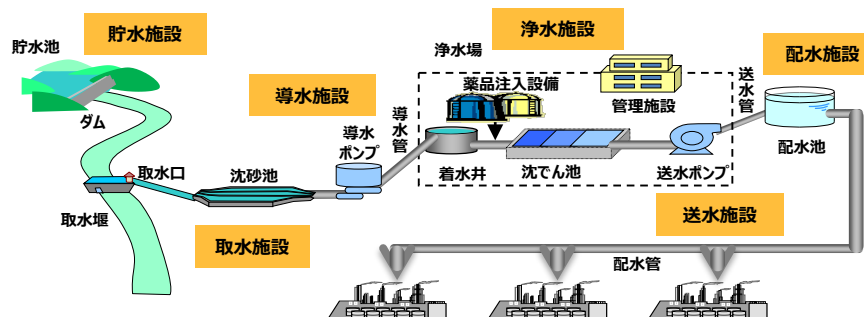 貯水池
貯水施設
ダム
取水口
取水堰
沈砂池
取水施設
導水施設
導水
ポンプ
導水管
浄水場
浄水施設
薬品注入設備
管理施設
着水井
沈でん池
送水ポンプ
送水管
配水施設
配水池
送水施設
配水管